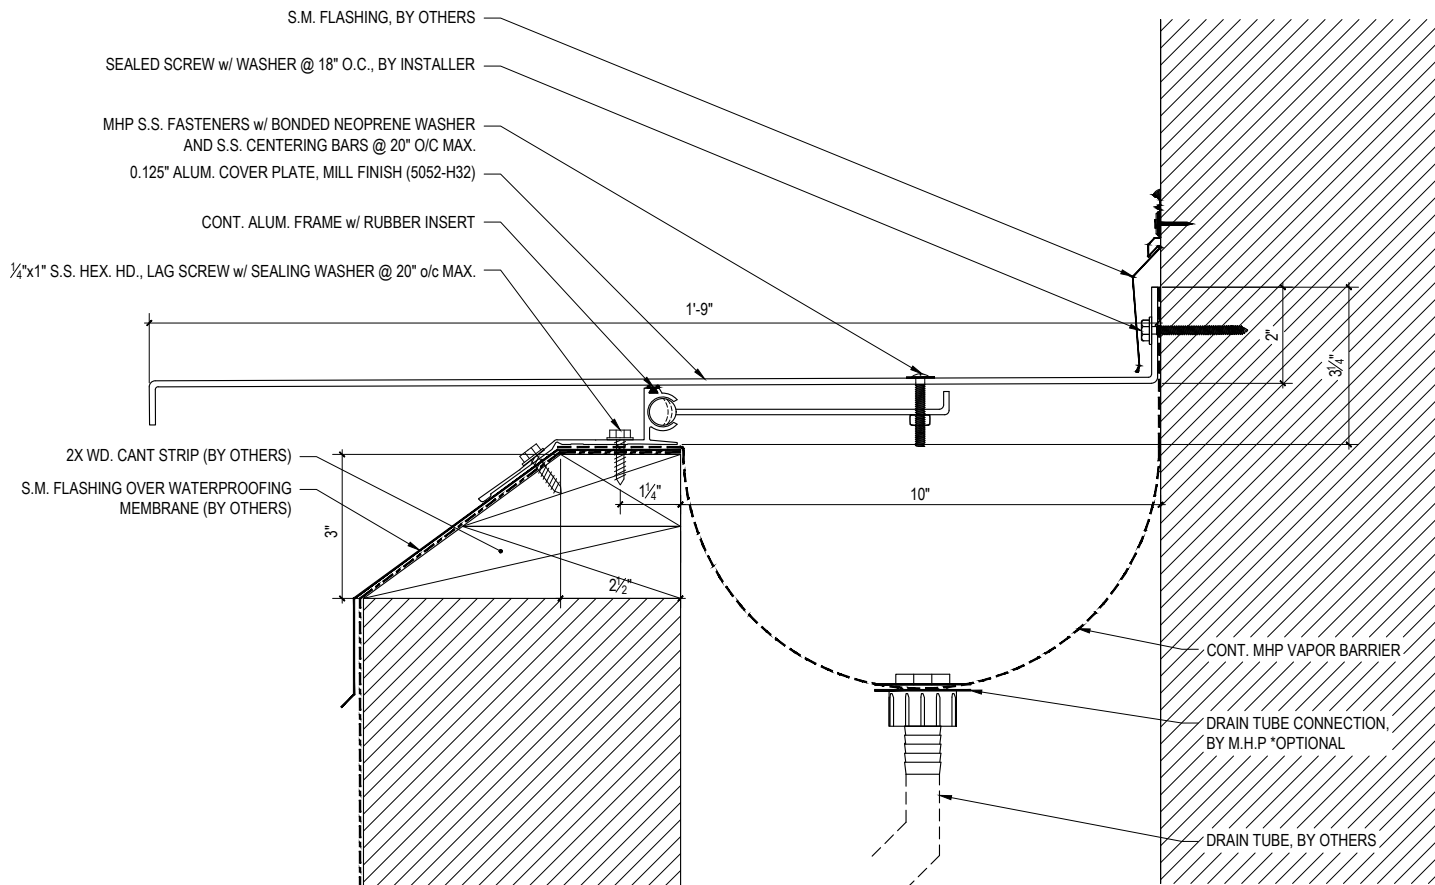 S.M. FLASHING, BY OTHERS
SEALED SCREW w/ WASHER @ 18" O.C., BY INSTALLER
MHP S.S. FASTENERS w/ BONDED NEOPRENE WASHER
AND S.S. CENTERING BARS @ 20" O/C MAX.
0.125" ALUM. COVER PLATE, MILL FINISH (5052-H32)
CONT. ALUM. FRAME w/ RUBBER INSERT
¼"x1" S.S. HEX. HD., LAG SCREW w/ SEALING WASHER @ 20" o/c MAX.
1'-9"
2"
3¼"
2X WD. CANT STRIP (BY OTHERS)
S.M. FLASHING OVER WATERPROOFING
MEMBRANE (BY OTHERS)
3"
1¼"
10"
2½"
CONT. MHP VAPOR BARRIER
DRAIN TUBE CONNECTION,
BY M.H.P *OPTIONAL
DRAIN TUBE, BY OTHERS